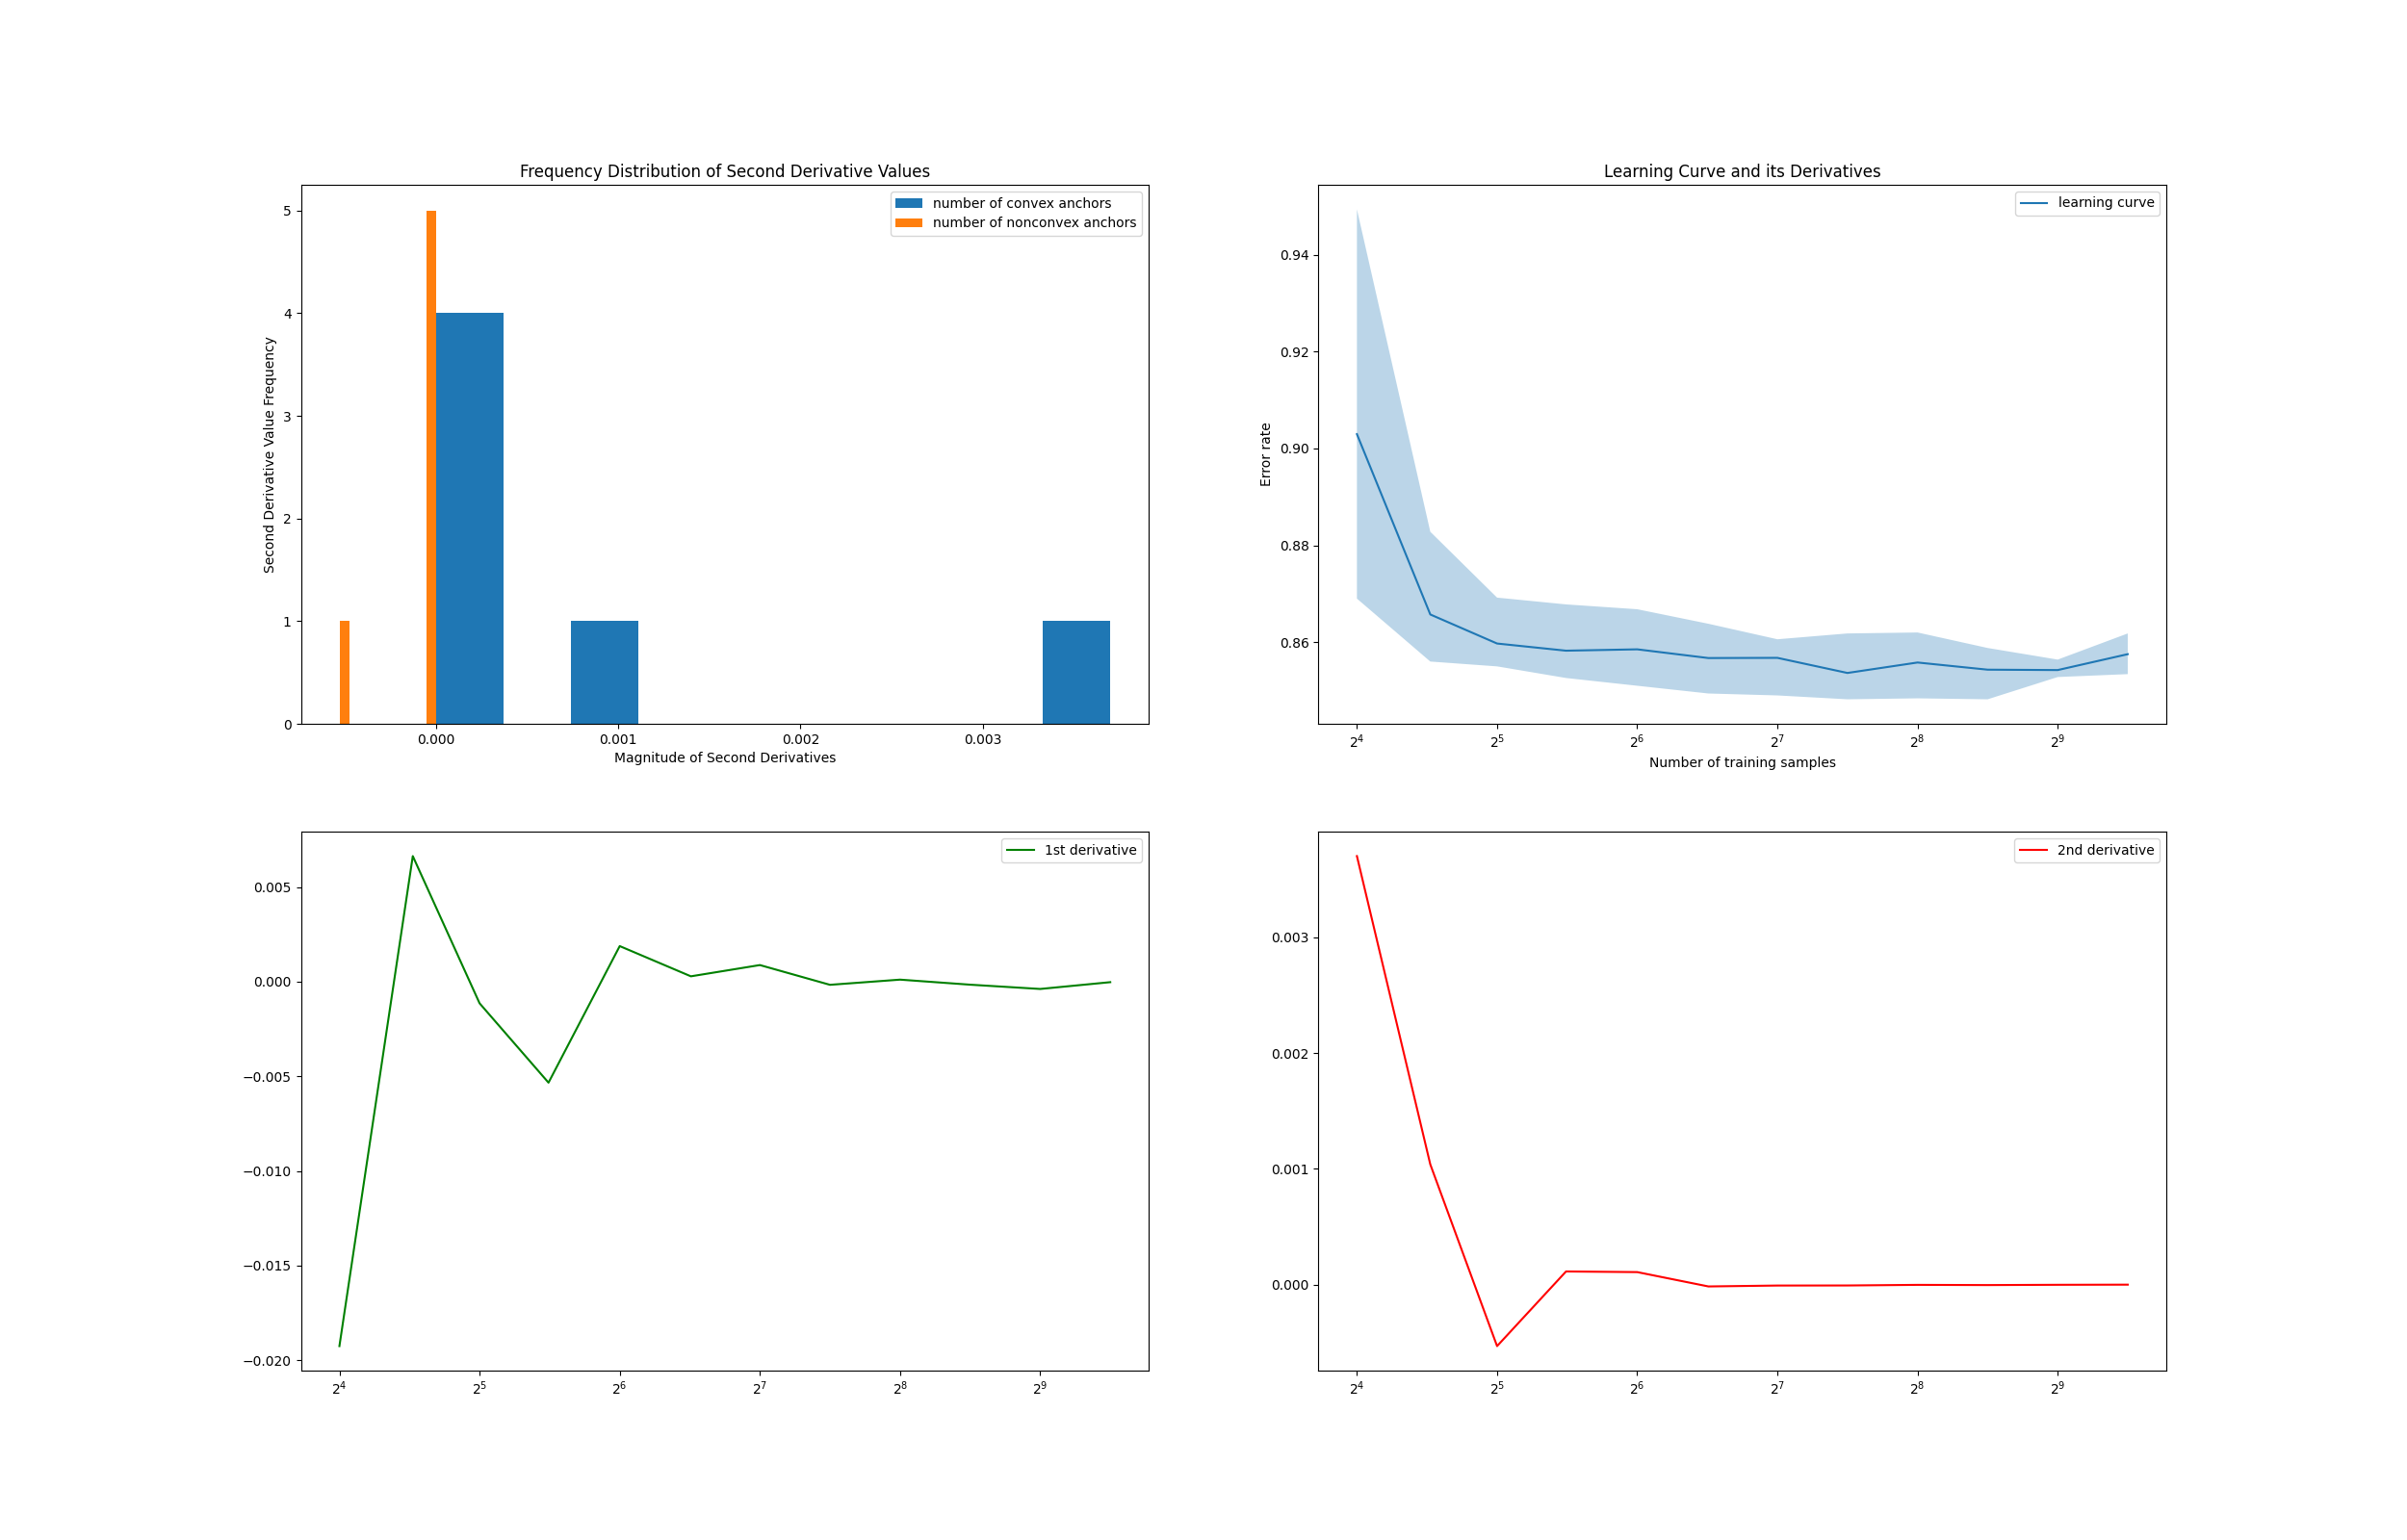 Frequency Distribution of Second Derivative Values
number of convex anchors
number of nonconvex anchors
5
4
3
2
1
0
Second Derivative Value Frequency
0.000 0.001 0.002 0.003
Magnitude of Second Derivatives
Learning Curve and its Derivatives
learning curve
0.94
0.92
0.90
0.88
0.86
Error rate
2⁴ 2⁵ 2⁶ 2⁷ 2⁸ 2⁹
Number of training samples
1st derivative
0.005
0.000
−0.005
−0.010
−0.015
−0.020
2⁴ 2⁵ 2⁶ 2⁷ 2⁸ 2⁹
2nd derivative
0.003
0.002
0.001
0.000
2⁴ 2⁵ 2⁶ 2⁷ 2⁸ 2⁹